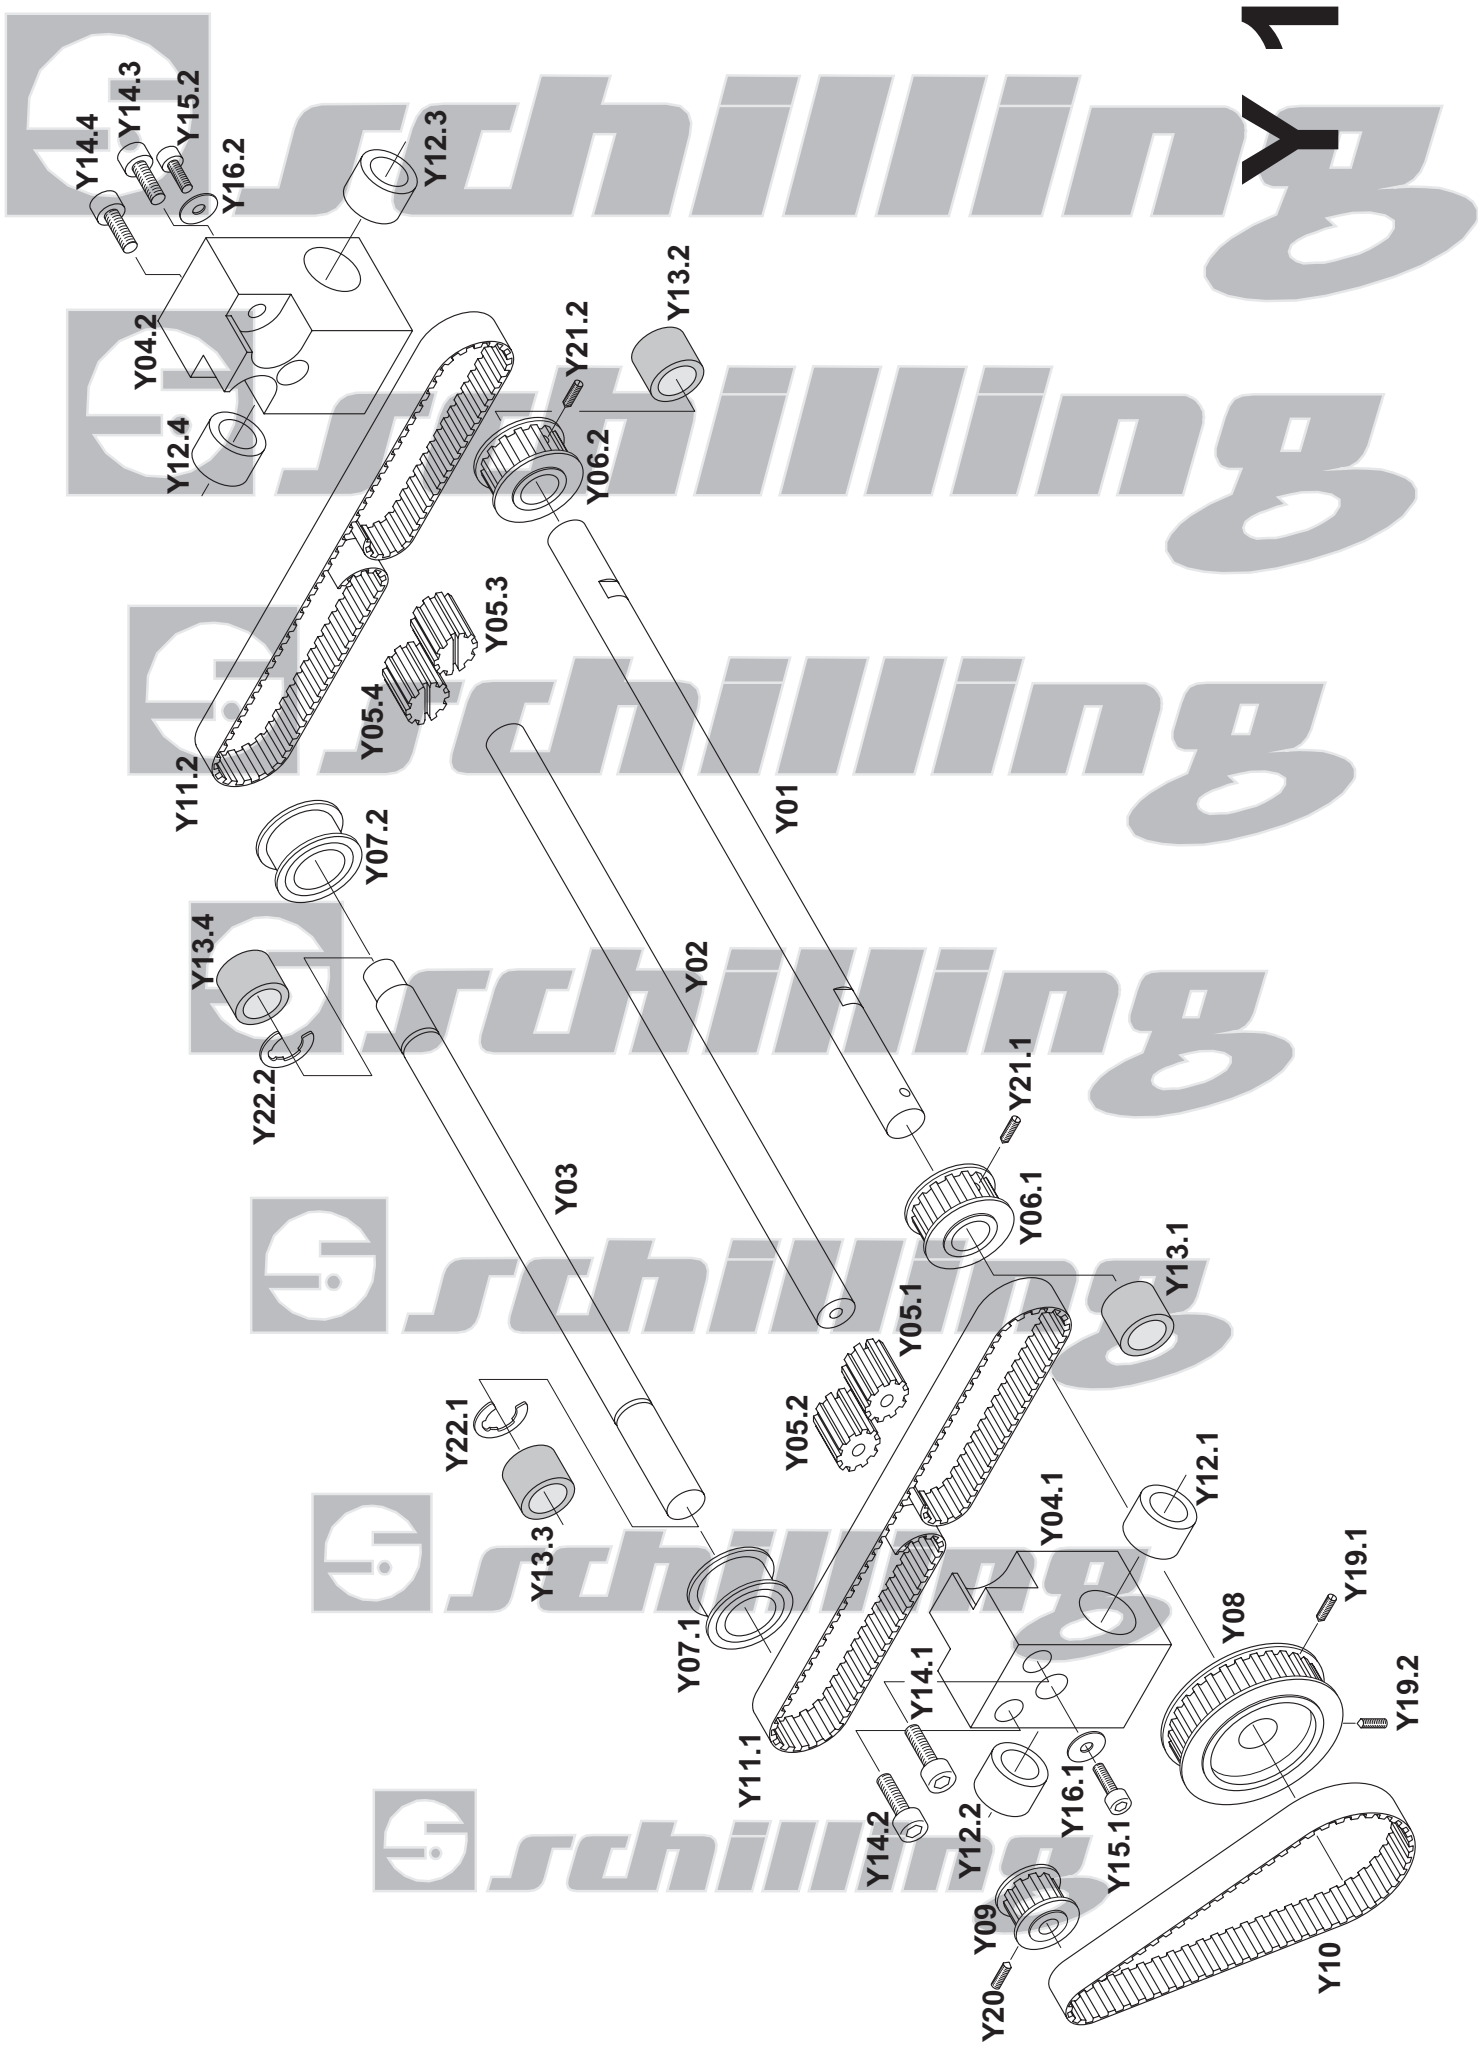 Y 1
schilling
schilling
schilling
schilling
schilling
schilling
schilling
Y14.4
Y14.3
Y15.2
Y16.2
Y12.3
Y04.2
Y12.4
Y13.2
Y21.2
Y06.2
Y05.3
Y05.4
Y11.2
Y07.2
Y13.4
Y22.2
Y01
Y02
Y03
Y21.1
Y06.1
Y13.1
Y05.1
Y05.2
Y22.1
Y13.3
Y07.1
Y11.1
Y04.1
Y12.1
Y14.1
Y14.2
Y12.2
Y16.1
Y15.1
Y08
Y19.1
Y19.2
Y09
Y20
Y10